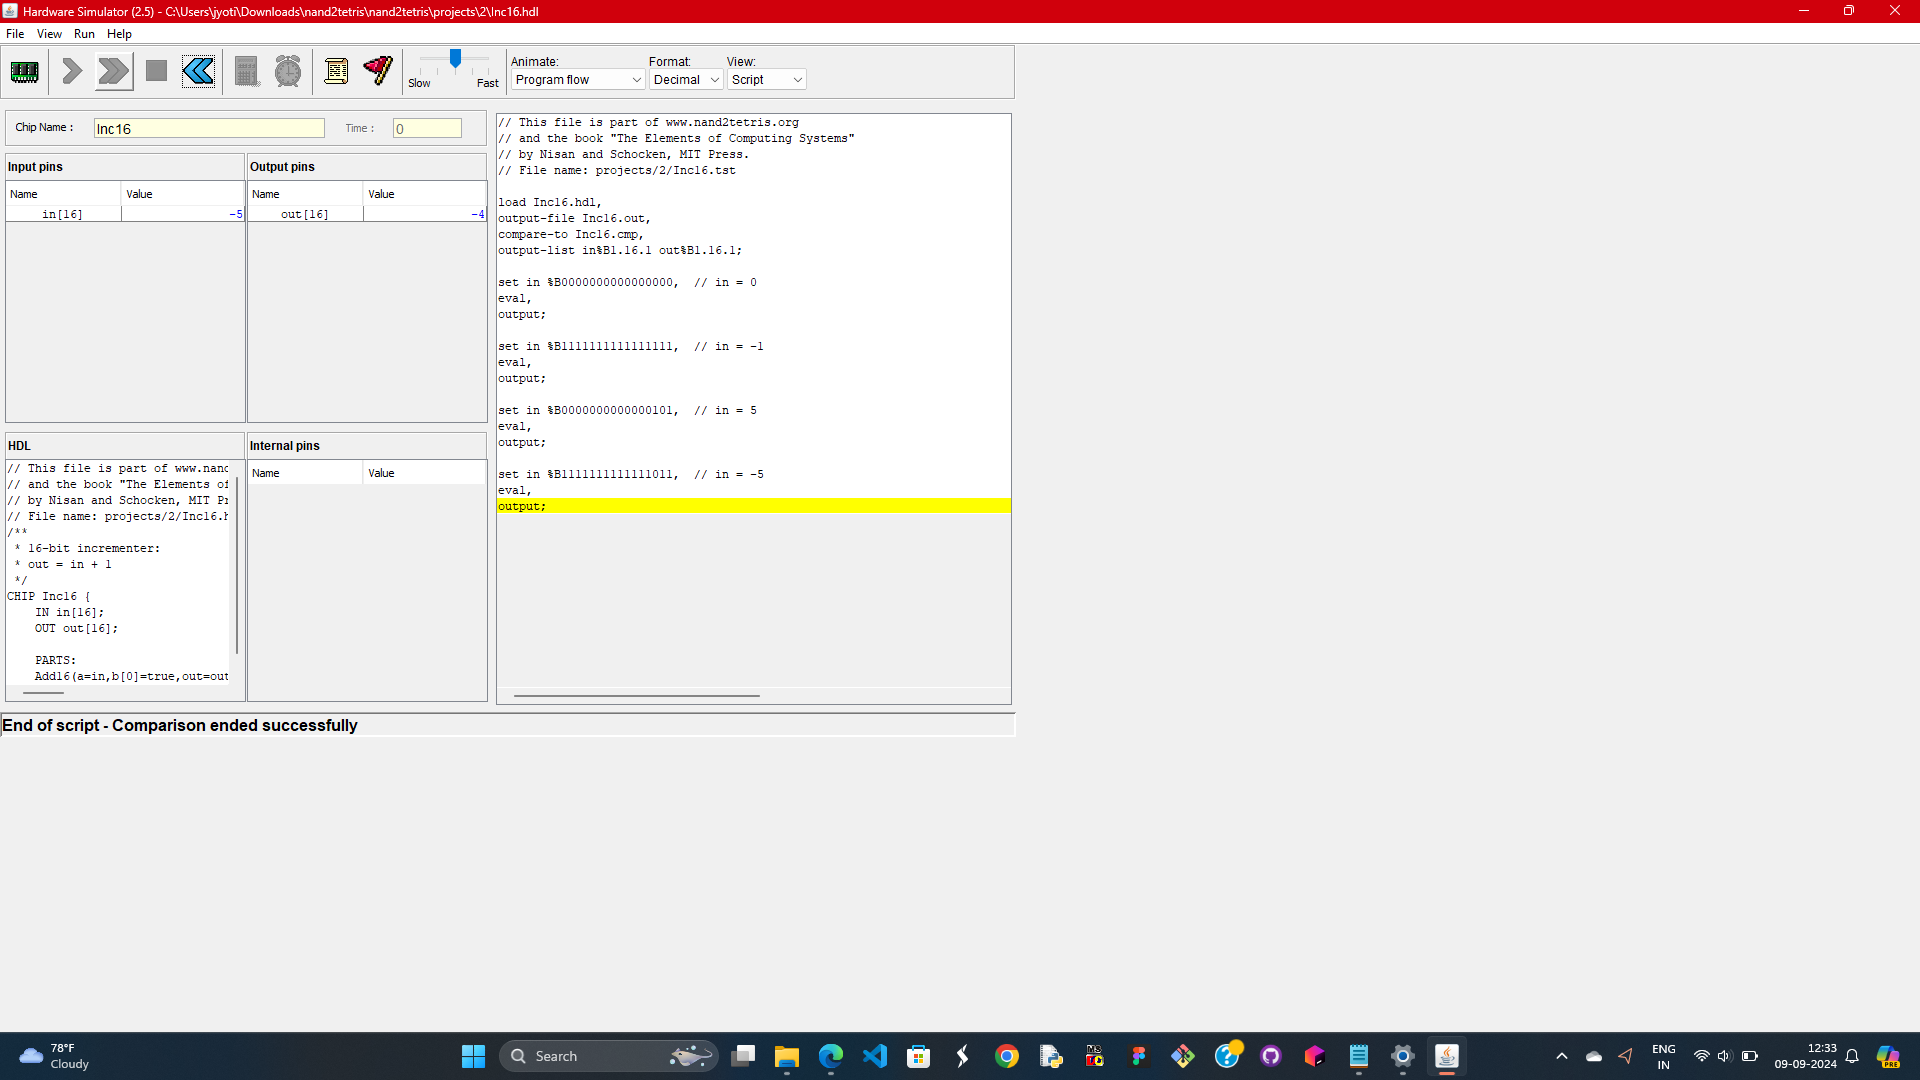 Hardware Simulator (2.5) - C:\Users\jyoti\Downloads\nand2tetris\nand2tetris\projects\2\Inc16.hdl
File View Run Help
Slow Fast
Animate: Format: View:
Program flow Decimal Script
Chip Name : Inc16 Time : 0
Input pins
Name Value
in[16] -5
Output pins
Name Value
out[16] -4
HDL
// This file is part of www.nand
// and the book "The Elements of
// by Nisan and Schocken, MIT Pr
// File name: projects/2/Inc16.h
/**
* 16-bit incrementer:
* out = in + 1
*/
CHIP Inc16 {
IN in[16];
OUT out[16];
PARTS:
Add16(a=in,b[0]=true,out=out
Internal pins
Name Value
// This file is part of www.nand2tetris.org
// and the book "The Elements of Computing Systems"
// by Nisan and Schocken, MIT Press.
// File name: projects/2/Inc16.tst
load Inc16.hdl,
output-file Inc16.out,
compare-to Inc16.cmp,
output-list in%B1.16.1 out%B1.16.1;
set in %B0000000000000000,  // in = 0
eval,
output;
set in %B1111111111111111,  // in = -1
eval,
output;
set in %B0000000000000101,  // in = 5
eval,
output;
set in %B1111111111111011,  // in = -5
eval,
output;
End of script - Comparison ended successfully
78°F
Cloudy
Search
ENG
IN
12:33
09-09-2024
PRE